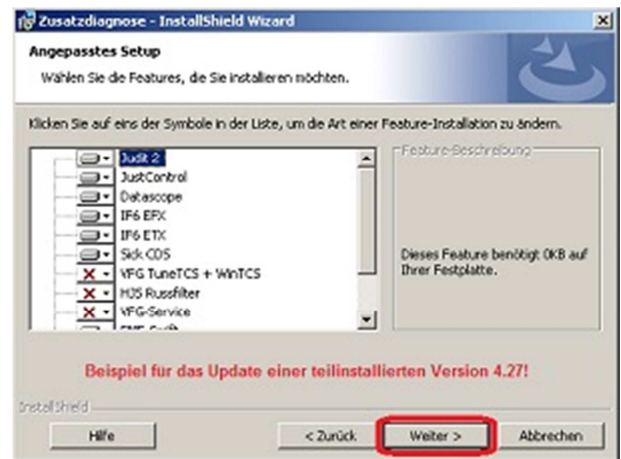 Zusatzdiagnose - InstallShield Wizard
Angepasstes Setup
Wählen Sie die Features, die Sie installieren möchten.
Klicken Sie auf eins der Symbole in der Liste, um die Art einer Feature-Installation zu ändern.
Judit 2
JustControl
Datascope
IF6 EFX
IF6 ETX
Sick CDS
VFG TuneTCS + WinTCS
HJS Russfilter
VFG-Service
Feature-Beschreibung
Dieses Feature benötigt 0KB auf
Ihrer Festplatte.
Beispiel für das Update einer teilinstallierten Version 4.27!
InstallShield
Hilfe
< Zurück
Weiter >
Abbrechen